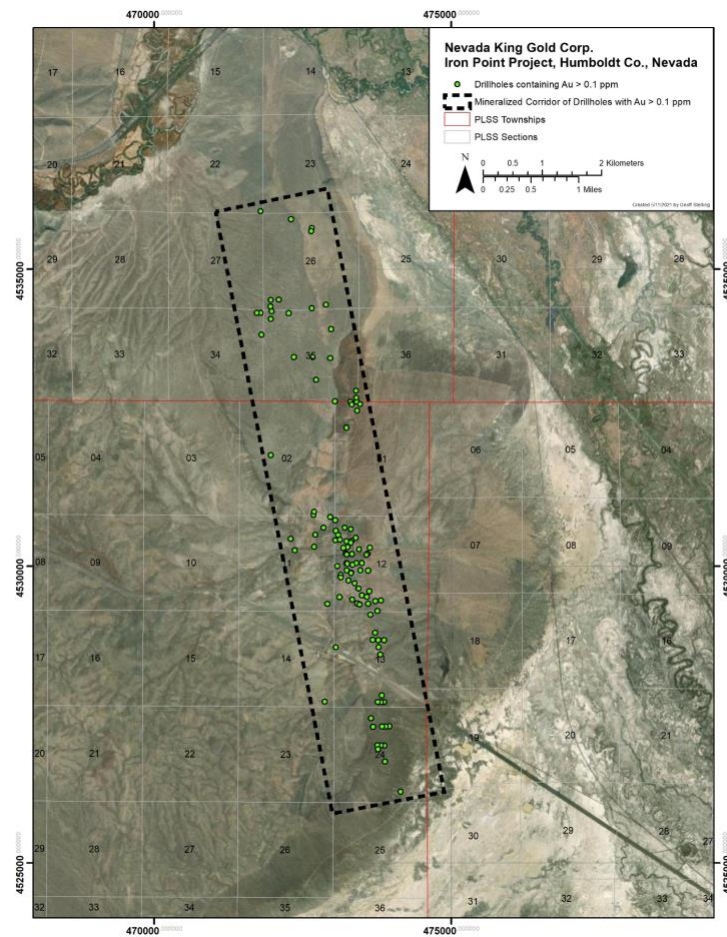 470000
475000
Nevada King Gold Corp.
Iron Point Project, Humboldt Co., Nevada
Drillholes containing Au > 0.1 ppm
Mineralized Corridor of Drillholes with Au > 0.1 ppm
PLSS Townships
PLSS Sections
N
0 0.5 1 2 Kilometers
0 0.25 0.5 1 Miles
Created 5/11/2021 by Geoff Stelling
17 16 15 14 13
20 21 22 23 24
4535000
29 28 27 26 25 30 29 28
32 33 34 35 36 31 32 33
05 04 03 02 06 05 04
08 09 10 12 07 08 09
4530000
17 16 15 14 13 18 17 16
20 21 22 23 24 19 20 21
29 28 27 26 25 30 29 28 27
4525000
32 33 34 35 36 31 32 33 34
470000
475000